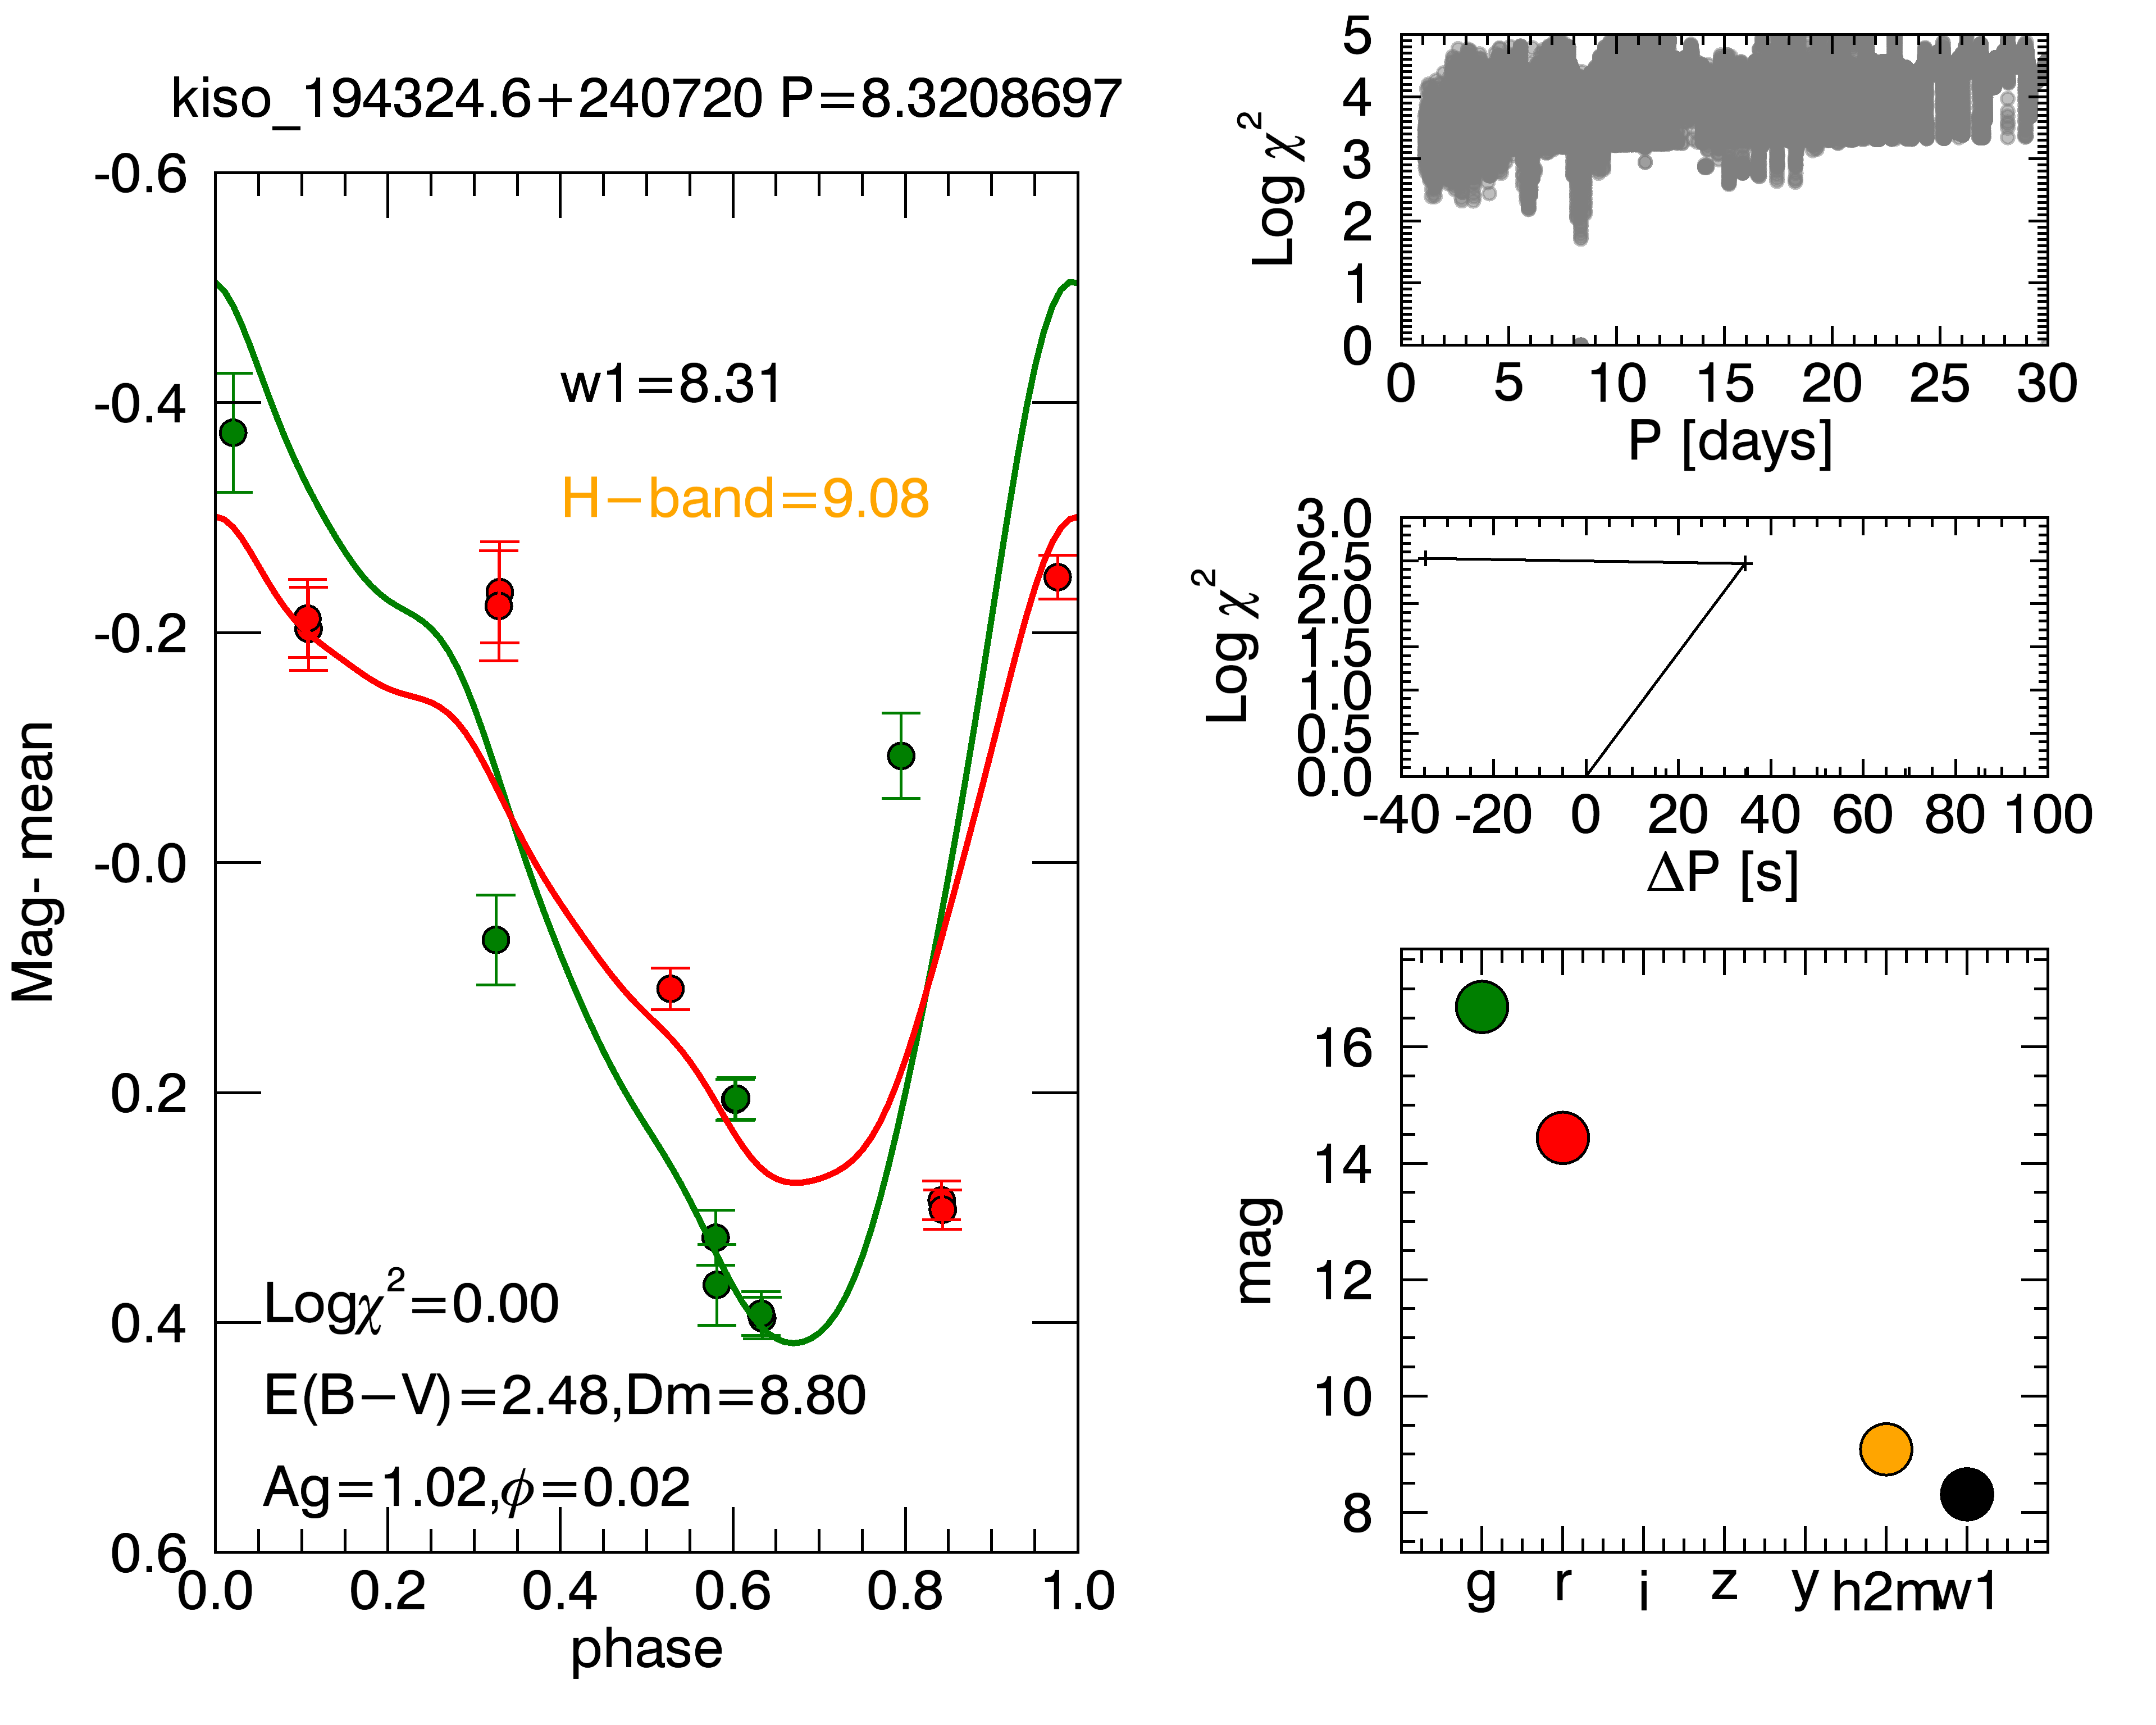 kiso_194324.6+240720 P=8.3208697
-0.6
-0.4
-0.2
-0.0
0.2
0.4
0.6
Mag- mean
w1=8.31
H−band=9.08
Logχ²=0.00
E(B−V)=2.48,Dm=8.80
Ag=1.02,ϕ=0.02
0.0 0.2 0.4 0.6 0.8 1.0
phase
5
4
3
2
1
0
Log χ²
0 5 10 15 20 25 30
P [days]
3.0
2.5
2.0
1.5
1.0
0.5
0.0
Log χ²
-40 -20 0 20 40 60 80 100
ΔP [s]
16
14
12
10
8
mag
g r i z y h2m w1